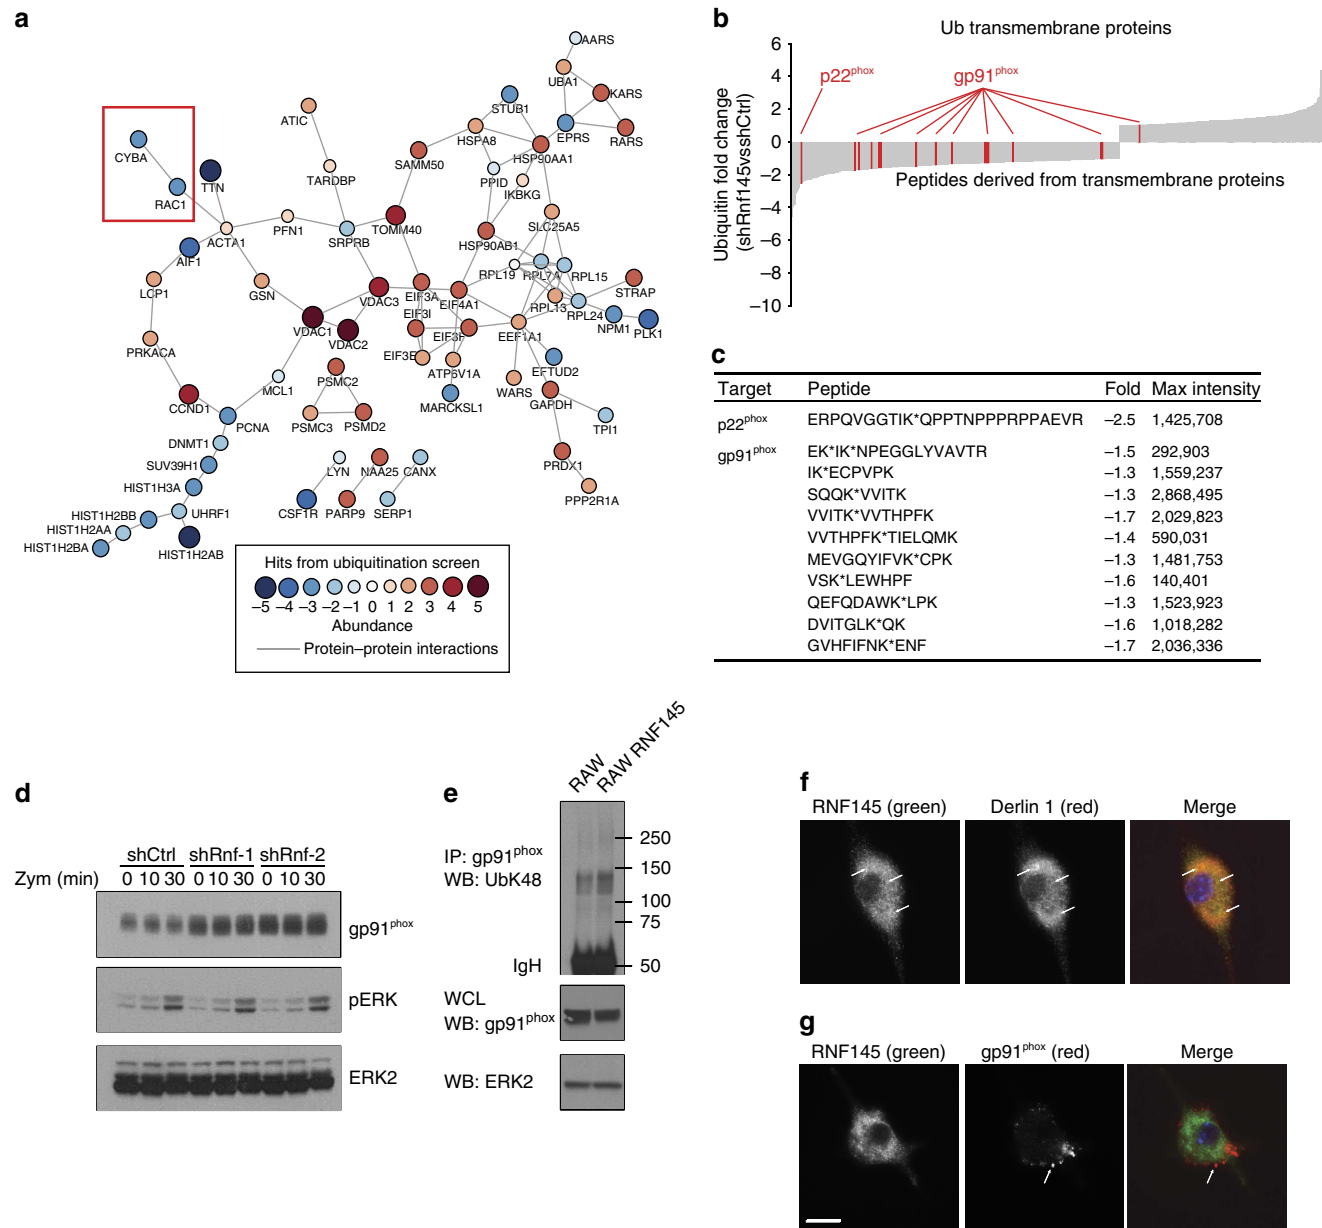 a
AARS
UBA1
KARS
STUB1
EPRS
RARS
ATIC
HSPA8
HSP90AA1
CYBA
SAMM50
TARDBP
PPID
IKBKG
TTN
RAC1
SLC25A5
ACTA1
PFN1
SRPRB
TOMM40
HSP90AB1
AIF1
RPL19
RPL7A
RPL15
LCP1
GSN
VDAC3
EIF3A
EIF4A1
RPL13
STRAP
RPL24
VDAC1
EIF3I
NPM1
PLK1
VDAC2
EEF1A1
PRKACA
ATP6V1A
EFTUD2
PSMC2
MCL1
WARS
MARCKSL1
GAPDH
CCND1
PCNA
PSMC3
PSMD2
TPI1
DNMT1
SUV39H1
LYN
NAA25
CANX
PRDX1
HIST1H3A
CSF1R
PARP9
SERP1
PPP2R1A
HIST1H2BB
UHRF1
HIST1H2AA
HIST1H2BA
HIST1H2AB
Hits from ubiquitination screen
–5 –4 –3 –2 –1 0 1 2 3 4 5
Abundance
Protein–protein interactions
b
Ub transmembrane proteins
Ubiquitin fold change
(shRnf145vsshCtrl)
6
4
2
0
–2
–4
–6
–8
–10
p22phox
gp91phox
Peptides derived from transmembrane proteins
c
Target Peptide Fold Max intensity
p22phox ERPQVGGTIK*QPPTNPPPRPPAEVR –2.5 1,425,708
gp91phox EK*IK*NPEGGLYVAVTR –1.5 292,903
IK*ECPVPK –1.3 1,559,237
SQQK*VVITK –1.3 2,868,495
VVITK*VVTHPFK –1.7 2,029,823
VVTHPFK*TIELQMK –1.4 590,031
MEVGQYIFVK*CPK –1.3 1,481,753
VSK*LEWHPF –1.6 140,401
QEFQDAWK*LPK –1.3 1,523,923
DVITGLK*QK –1.6 1,018,282
GVHFIFNK*ENF –1.7 2,036,336
d
shCtrl shRnf-1 shRnf-2
Zym (min) 0 10 30 0 10 30 0 10 30
gp91phox
pERK
ERK2
e
RAW
RAW RNF145
IP: gp91phox
WB: UbK48
250
150
100
75
50
IgH
WCL
WB: gp91phox
WB: ERK2
f
RNF145 (green) Derlin 1 (red) Merge
g
RNF145 (green) gp91phox (red) Merge